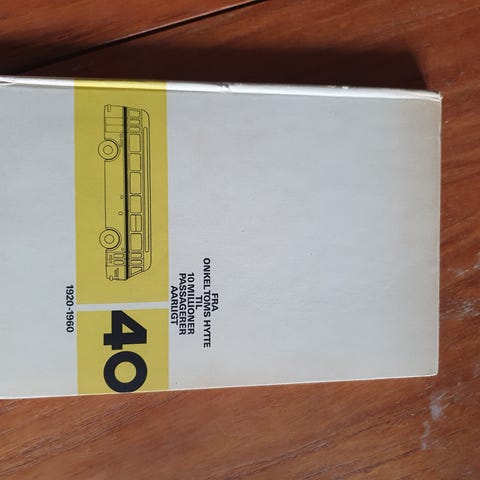 FRA
ONKEL TOMS HYTTE
TIL
10 MILLIONER
PASSAGERER
AARLIGT
40
1920-1960